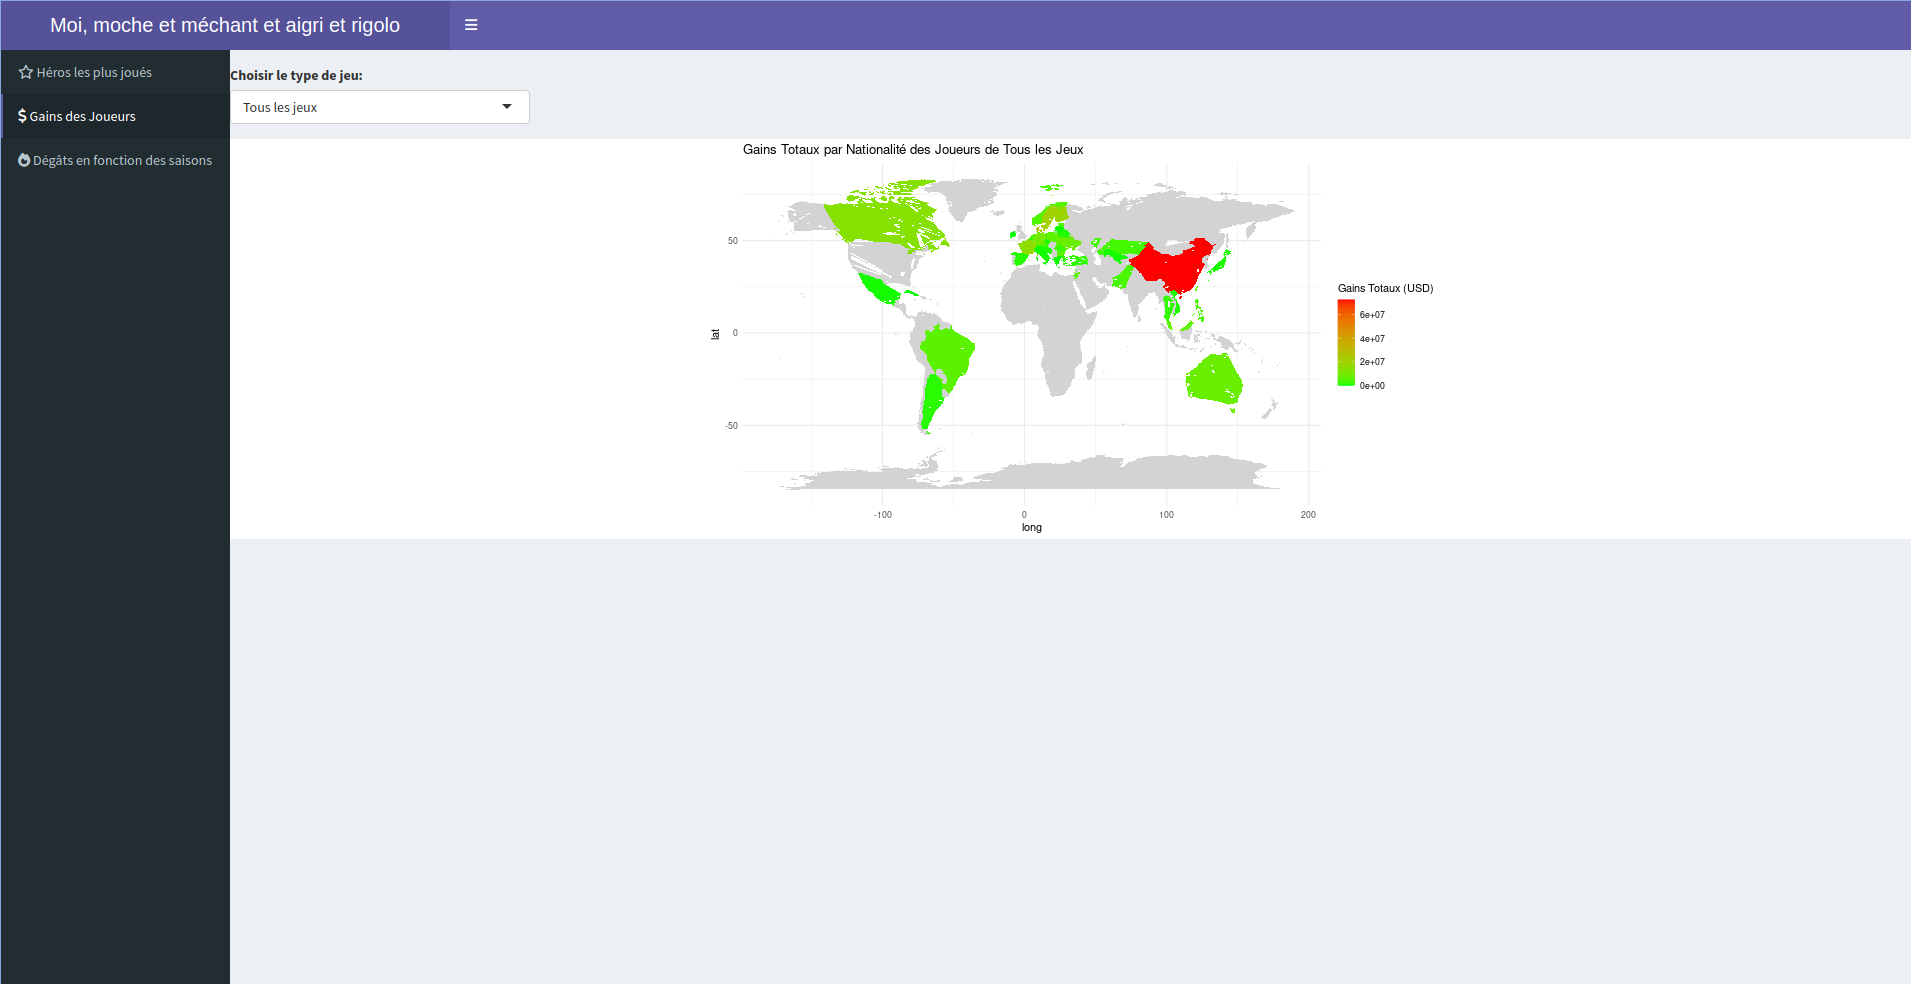 Moi, moche et méchant et aigri et rigolo
Héros les plus joués
Gains des Joueurs
Dégâts en fonction des saisons
Choisir le type de jeu:
Tous les jeux
Gains Totaux par Nationalité des Joueurs de Tous les Jeux
50
0
-50
lat
-100
0
100
200
long
Gains Totaux (USD)
6e+07
4e+07
2e+07
0e+00